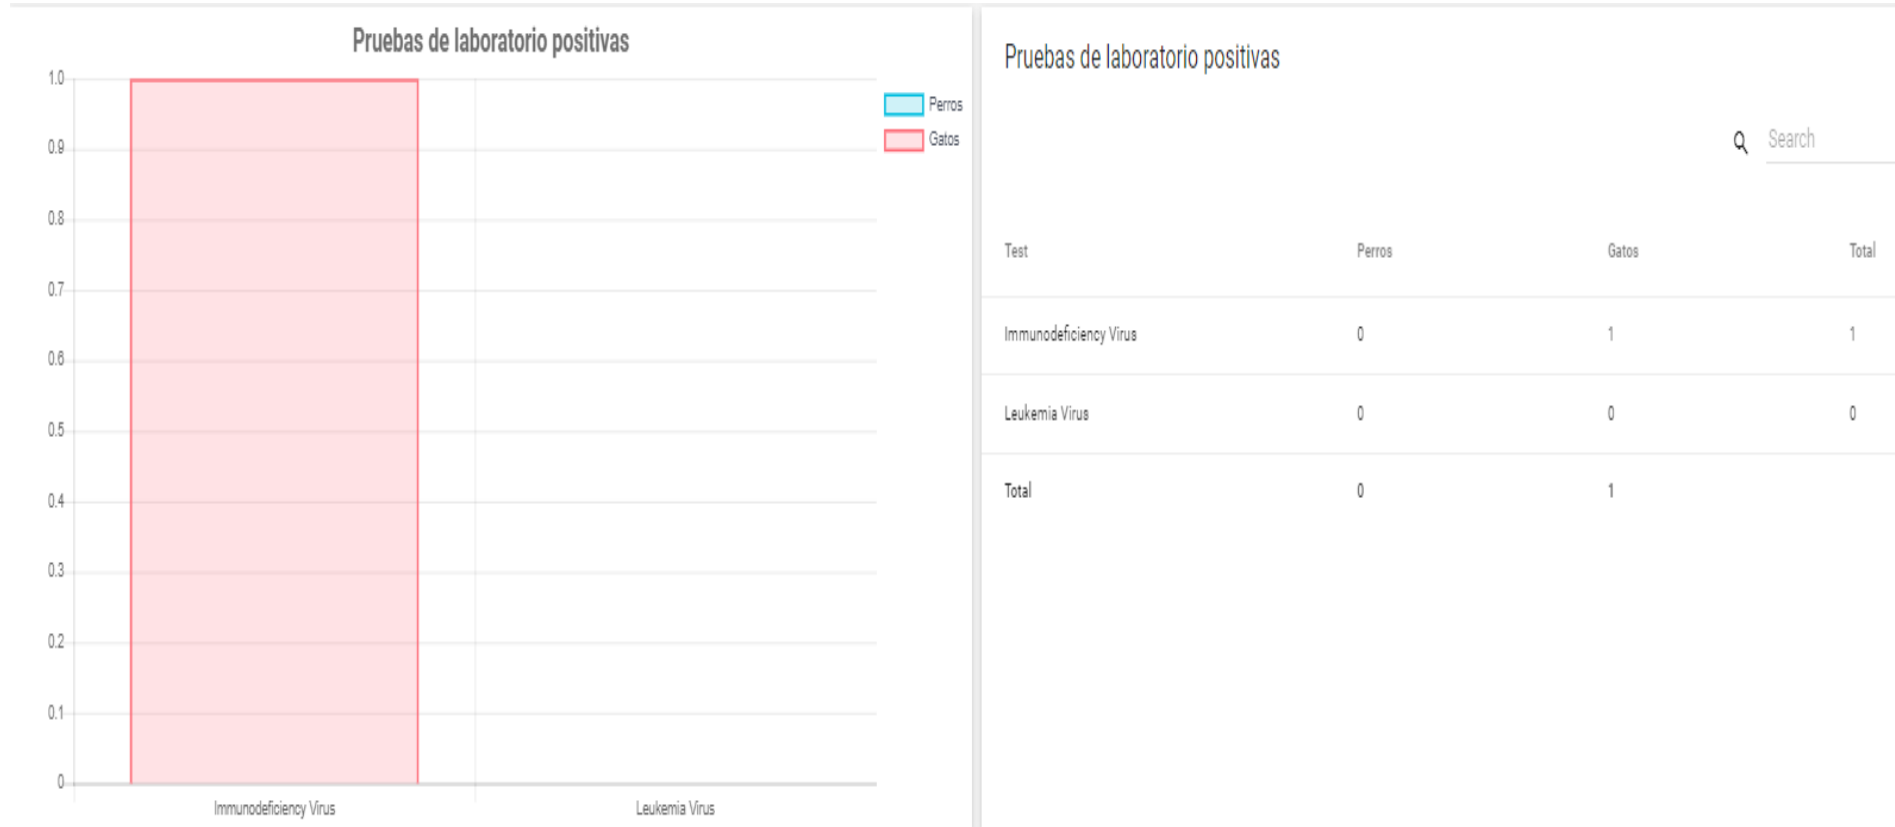 Pruebas de laboratorio positivas
1.0
0.9
0.8
0.7
0.6
0.5
0.4
0.3
0.2
0.1
0
Immunodeficiency Virus Leukemia Virus
Perros
Gatos
Pruebas de laboratorio positivas
Search
Test Perros Gatos Total
Immunodeficiency Virus 0 1 1
Leukemia Virus 0 0 0
Total 0 1